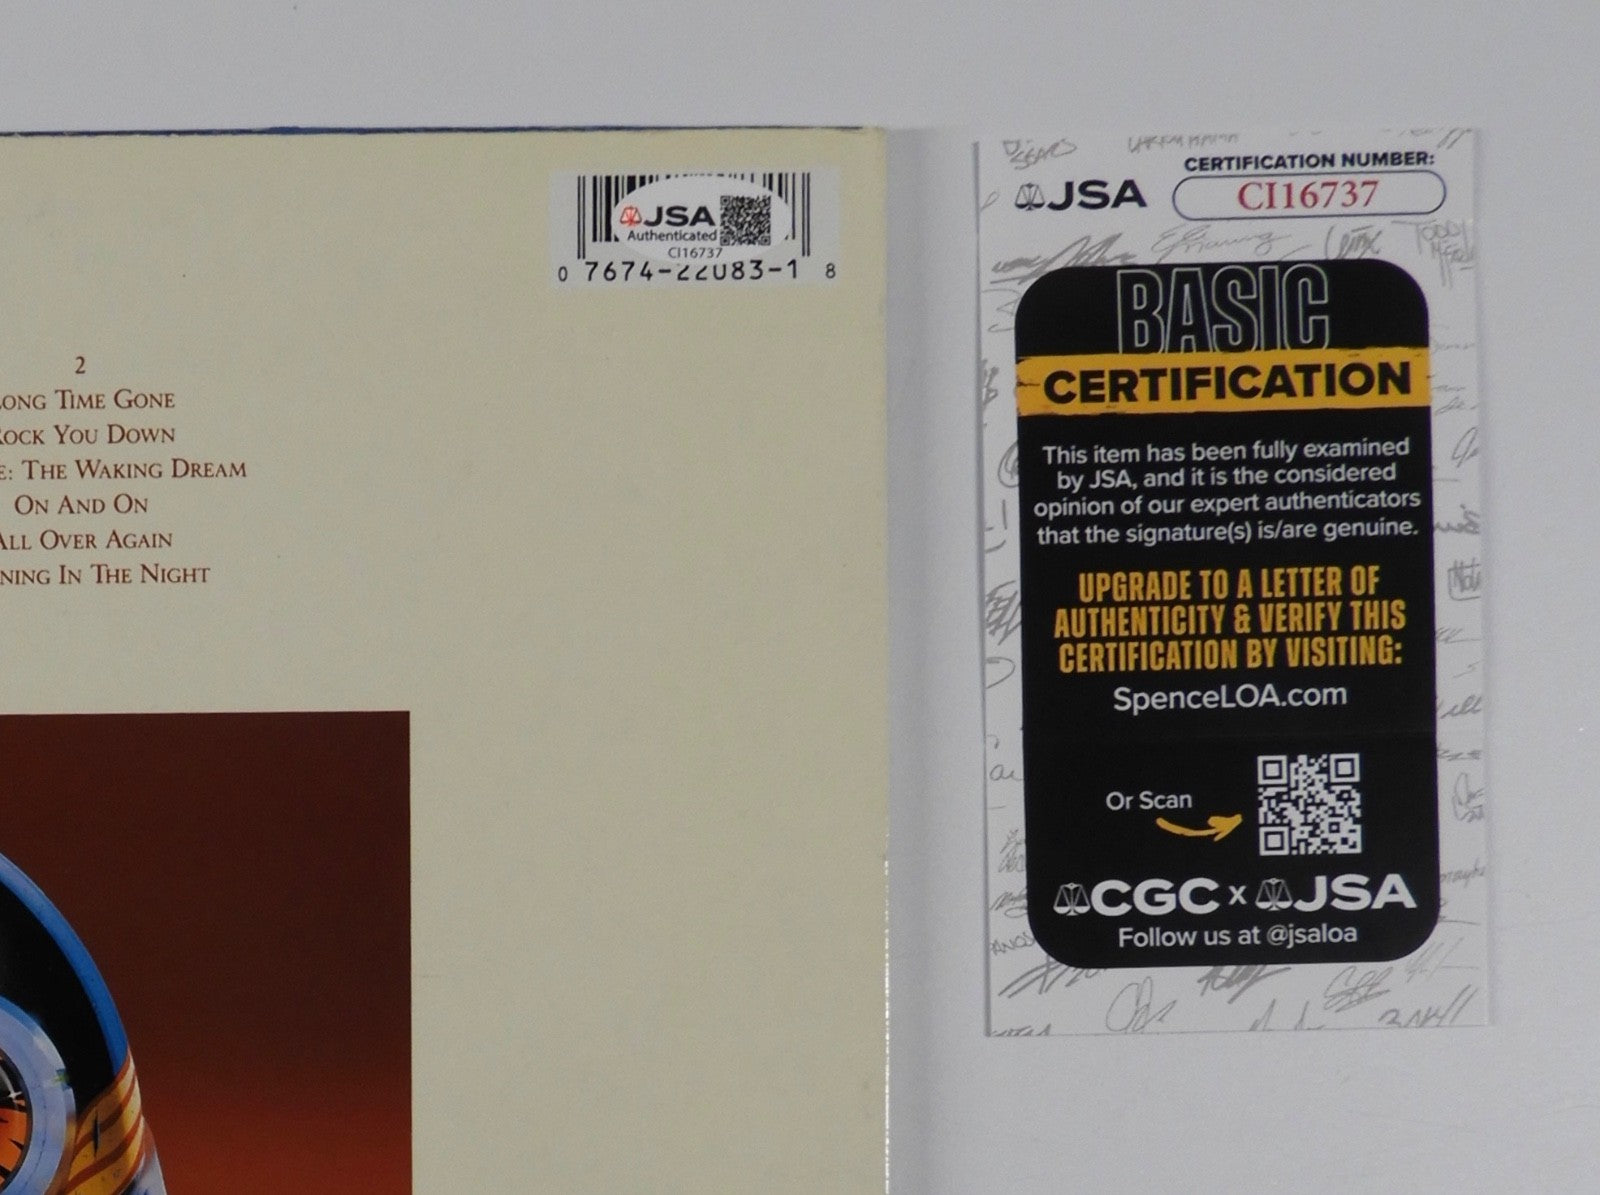 2
ONG TIME GONE
OCK YOU DOWN
E: THE WAKING DREAM
ON AND ON
ALL OVER AGAIN
NING IN THE NIGHT
JSA
Authenticated
CI16737
0 7674-22083-1 8
CERTIFICATION NUMBER:
JSA CI16737
BASIC
CERTIFICATION
This item has been fully examined
by JSA, and it is the considered
opinion of our expert authenticators
that the signature(s) is/are genuine.
UPGRADE TO A LETTER OF
AUTHENTICITY & VERIFY THIS
CERTIFICATION BY VISITING:
SpenceLOA.com
Or Scan
CGC x JSA
Follow us at @jsaloa